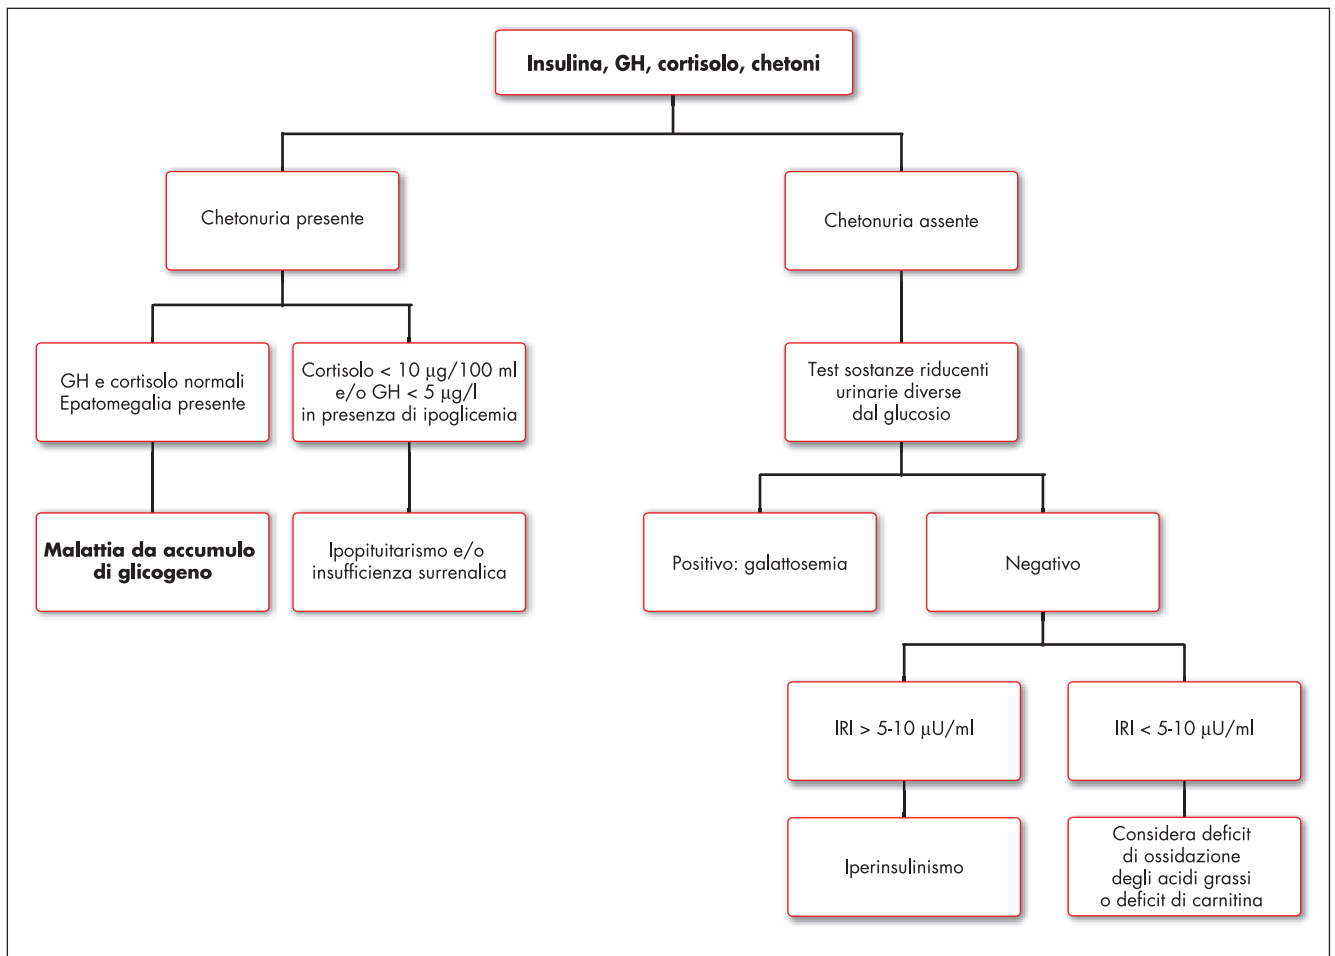 Insulina, GH, cortisolo, chetoni
Chetonuria presente
Chetonuria assente
GH e cortisolo normali
Epatomegalia presente
Cortisolo < 10 µg/100 ml
e/o GH < 5 µg/l
in presenza di ipoglicemia
Test sostanze riducenti
urinarie diverse
dal glucosio
Malattia da accumulo
di glicogeno
Ipopituitarismo e/o
insufficienza surrenalica
Positivo: galattosemia
Negativo
IRI > 5-10 µU/ml
IRI < 5-10 µU/ml
Iperinsulinismo
Considera deficit
di ossidazione
degli acidi grassi
o deficit di carnitina